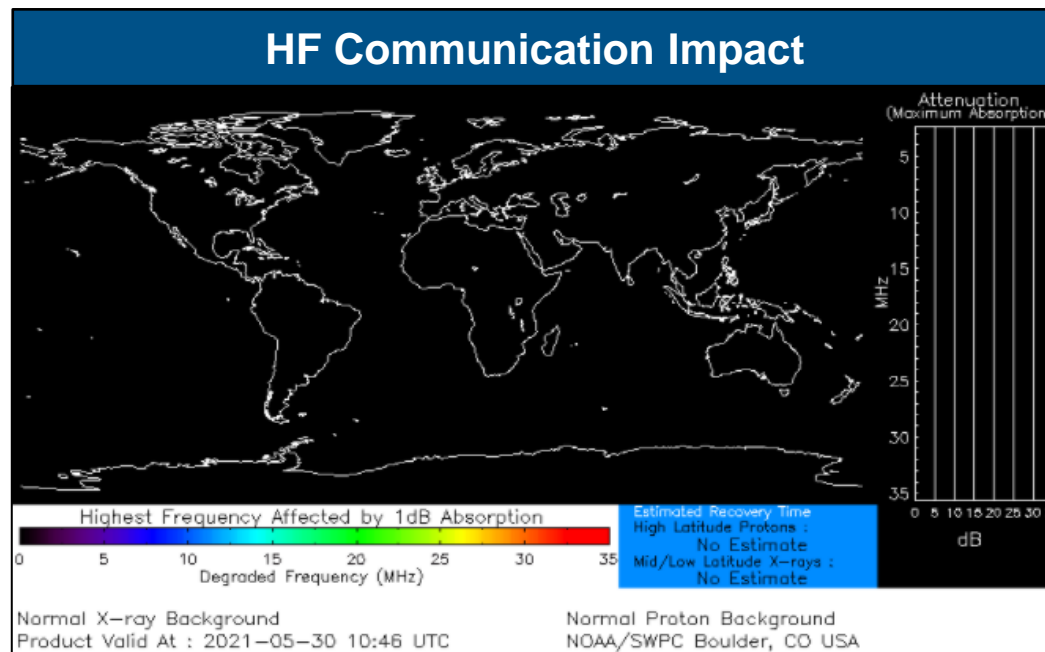 HF Communication Impact
Attenuation
(Maximum Absorption)
5
10
15
20
25
30
35
MHz
0 5 10 15 20 25 30
dB
Highest Frequency Affected by 1dB Absorption
0 5 10 15 20 25 30 35
Degraded Frequency (MHz)
Estimated Recovery Time
High Latitude Protons :
No Estimate
Mid/Low Latitude X-rays :
No Estimate
Normal X-ray Background
Product Valid At : 2021-05-30 10:46 UTC
Normal Proton Background
NOAA/SWPC Boulder, CO USA